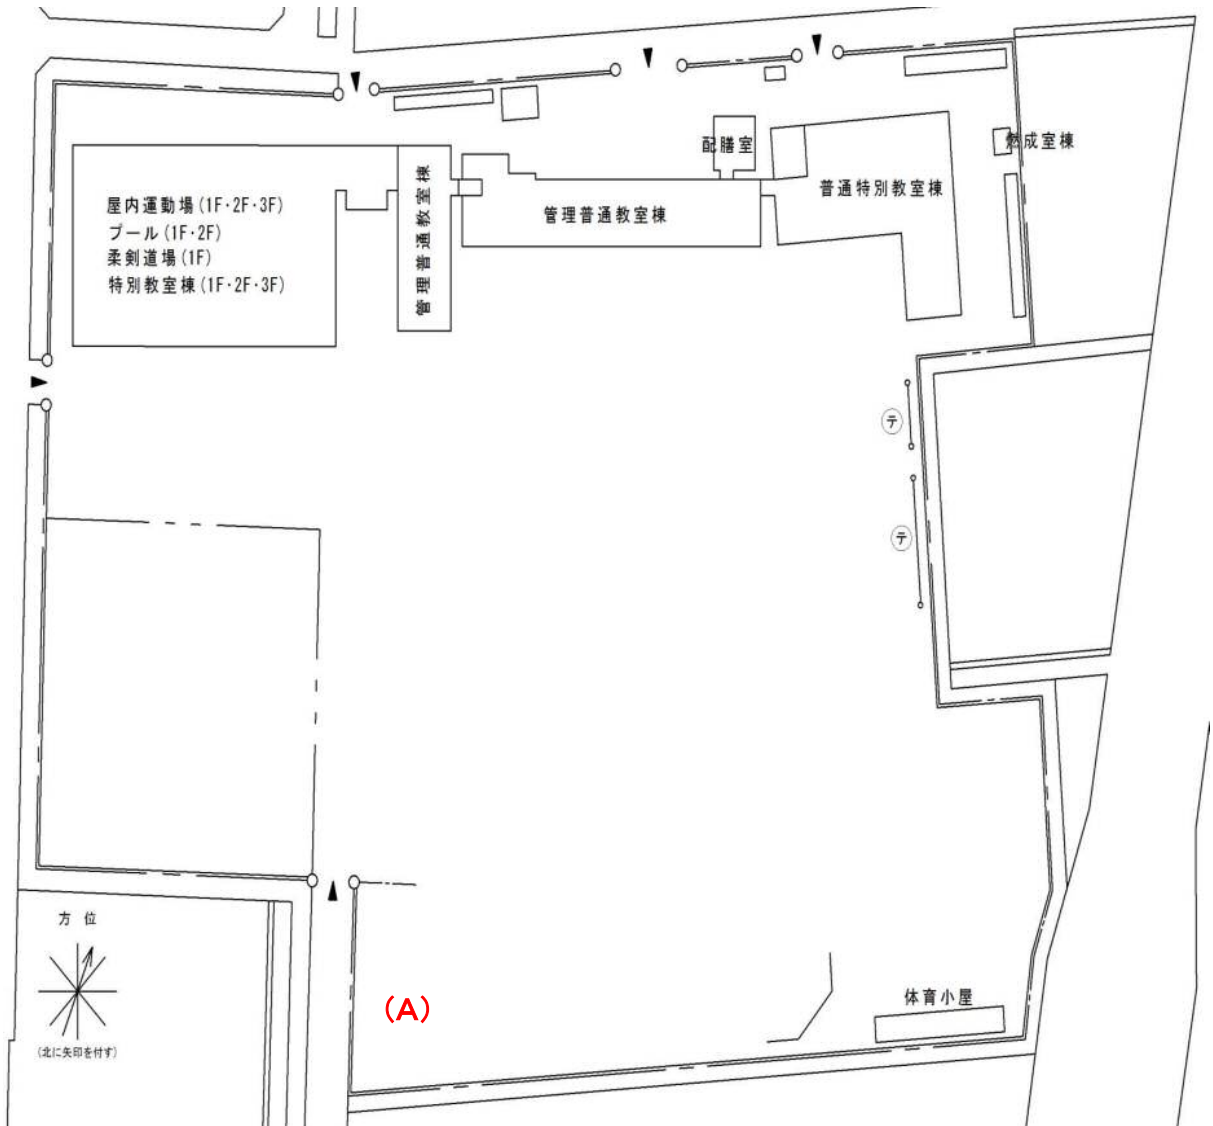 配膳室
燃成室棟
普通特別教室棟
管理普通教室棟
管理普通教室棟
屋内運動場(1F・2F・3F)
プール(1F・2F)
柔剣道場(1F)
特別教室棟(1F・2F・3F)
テ
テ
方位
(北に矢印を付す)
(A)
体育小屋